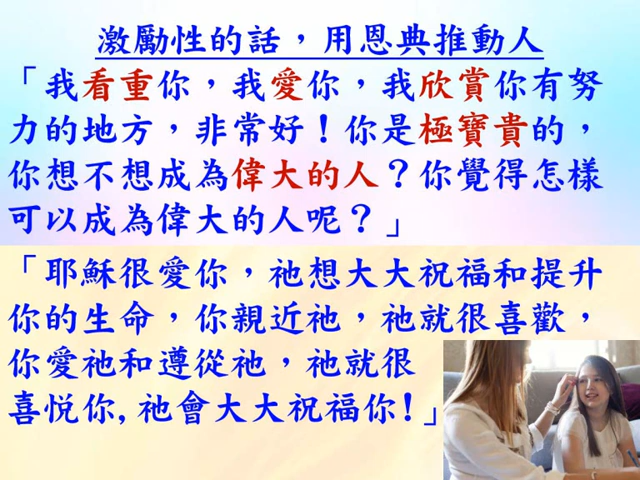 激勵性的話，用恩典推動人
「我看重你，我愛你，我欣賞你有努
力的地方，非常好！你是極寶貴的，
你想不想成為偉大的人？你覺得怎樣
可以成為偉大的人呢？」
「耶穌很愛你，祂想大大祝福和提升
你的生命，你親近祂，祂就很喜歡，
你愛祂和遵從祂，祂就很
喜悅你,祂會大大祝福你!」